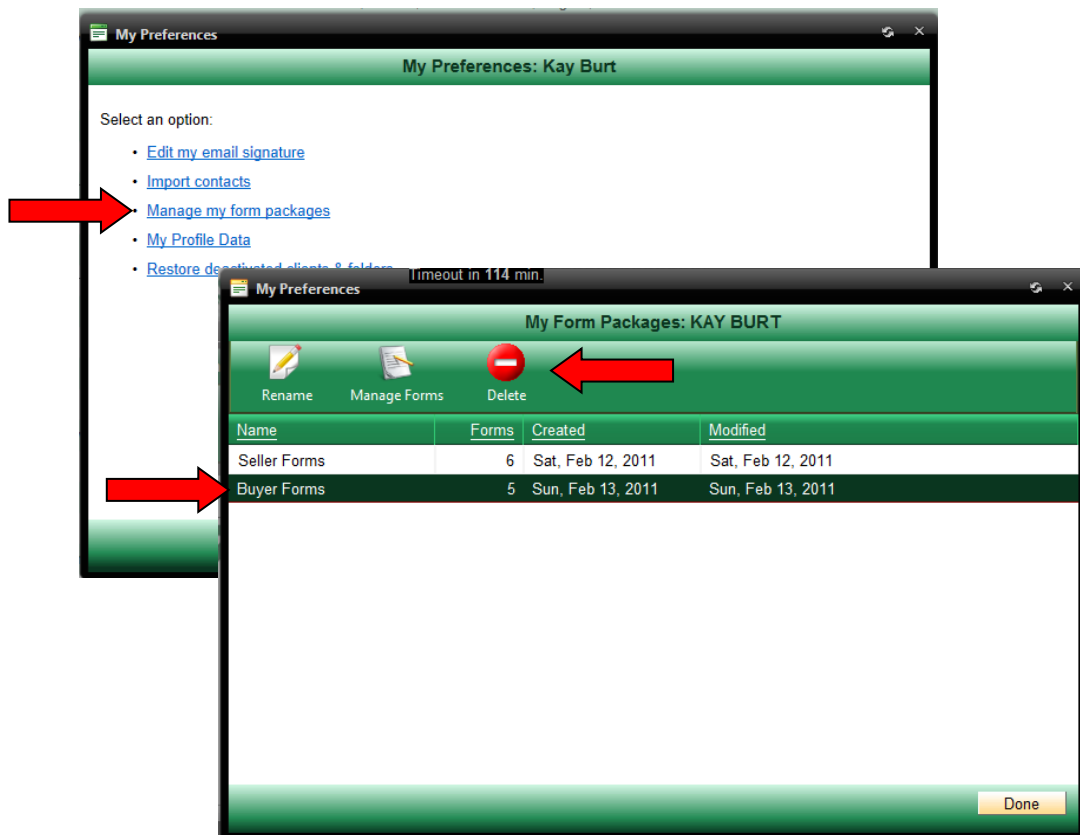 My Preferences
My Preferences: Kay Burt
Select an option:
• Edit my email signature
• Import contacts
• Manage my form packages
• My Profile Data
• Restore deactivated clients & folders
Timeout in 114 min.
My Preferences
My Form Packages: KAY BURT
Rename Manage Forms Delete
Name Forms Created Modified
Seller Forms 6 Sat, Feb 12, 2011 Sat, Feb 12, 2011
Buyer Forms 5 Sun, Feb 13, 2011 Sun, Feb 13, 2011
Done